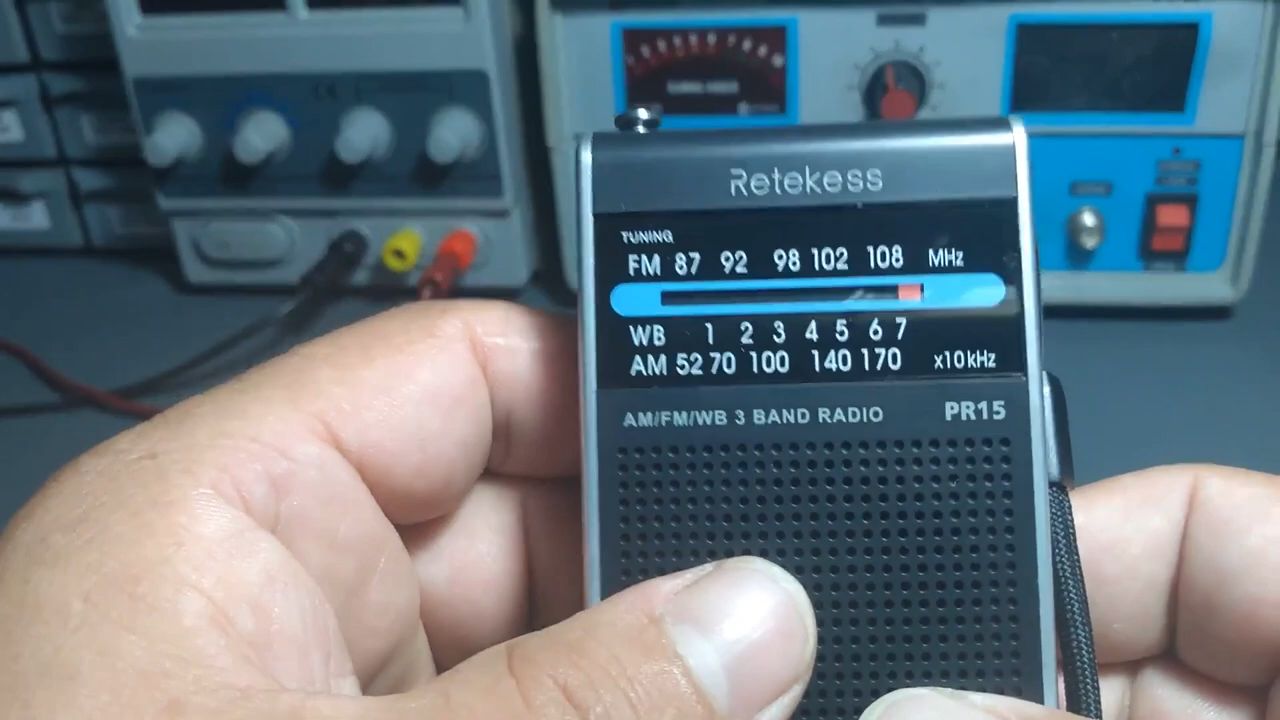 Retekess
TUNING
FM 87 92 98 102 108 MHz
WB 1 2 3 4 5 6 7
AM 52 70 100 140 170 x10kHz
AM/FM/WB 3 BAND RADIO PR15